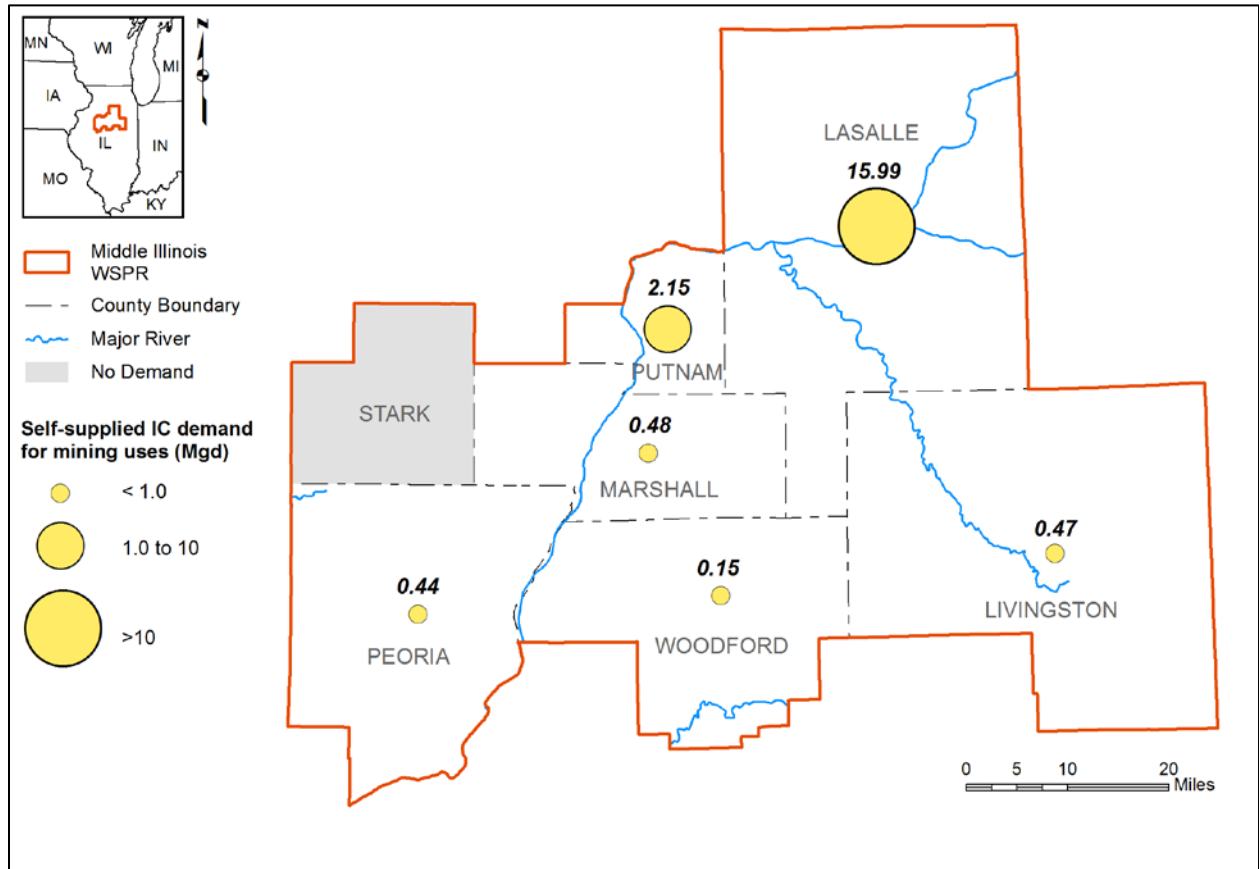 N
MN
WI
MI
IA
IL
IN
MO
KY
Middle Illinois
WSPR
County Boundary
Major River
No Demand
Self-supplied IC demand
for mining uses (Mgd)
< 1.0
1.0 to 10
>10
LASALLE
15.99
2.15
PUTNAM
STARK
0.48
MARSHALL
0.47
LIVINGSTON
0.44
PEORIA
0.15
WOODFORD
0 5 10 20
Miles